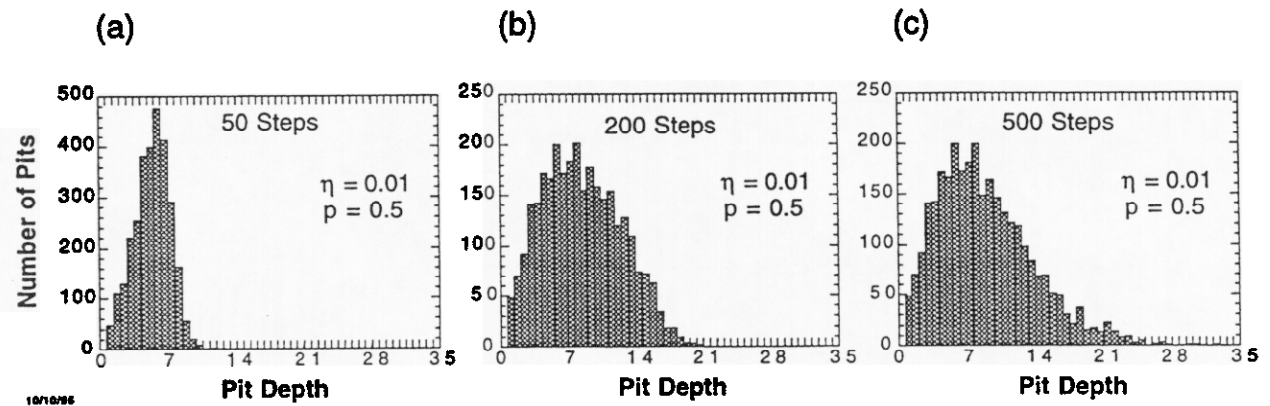 (a)
500
400
300
200
100
0
Number of Pits
50 Steps
η = 0.01
p = 0.5
0 7 14 21 28 35
Pit Depth
(b)
250
200
150
100
50
0
200 Steps
η = 0.01
p = 0.5
0 7 14 21 28 35
Pit Depth
(c)
250
200
150
100
50
0
500 Steps
η = 0.01
p = 0.5
0 7 14 21 28 35
Pit Depth
10/10/96